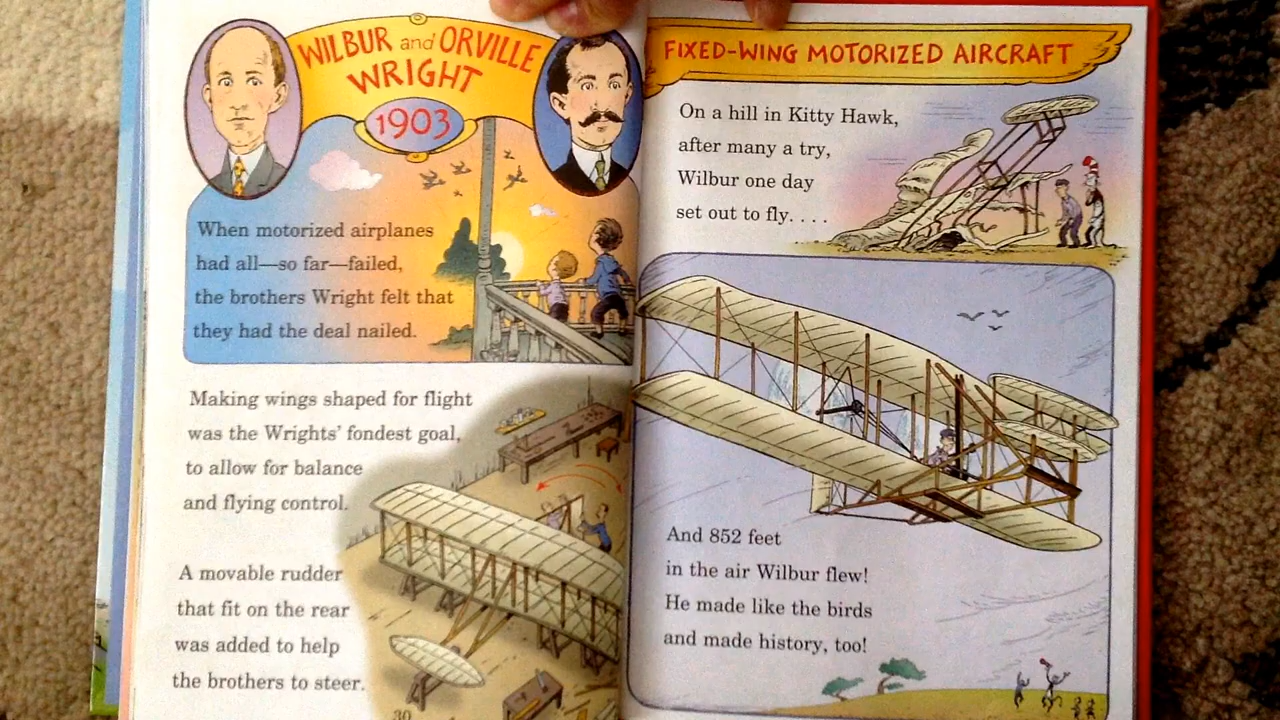 WILBUR and ORVILLE
WRIGHT
1903
When motorized airplanes
had all—so far—failed,
the brothers Wright felt that
they had the deal nailed.
Making wings shaped for flight
was the Wrights' fondest goal,
to allow for balance
and flying control.
A movable rudder
that fit on the rear
was added to help
the brothers to steer.
30
FIXED-WING MOTORIZED AIRCRAFT
On a hill in Kitty Hawk,
after many a try,
Wilbur one day
set out to fly. . . .
And 852 feet
in the air Wilbur flew!
He made like the birds
and made history, too!